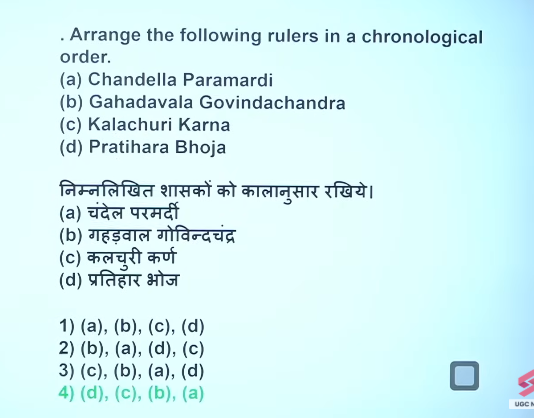 . Arrange the following rulers in a chronological
order.
(a) Chandella Paramardi
(b) Gahadavala Govindachandra
(c) Kalachuri Karna
(d) Pratihara Bhoja
निम्नलिखित शासकों को कालानुसार रखिये।
(a) चंदेल परमर्दी
(b) गहड़वाल गोविन्दचंद्र
(c) कलचुरी कर्ण
(d) प्रतिहार भोज
1) (a), (b), (c), (d)
2) (b), (a), (d), (c)
3) (c), (b), (a), (d)
4) (d), (c), (b), (a)
UGC